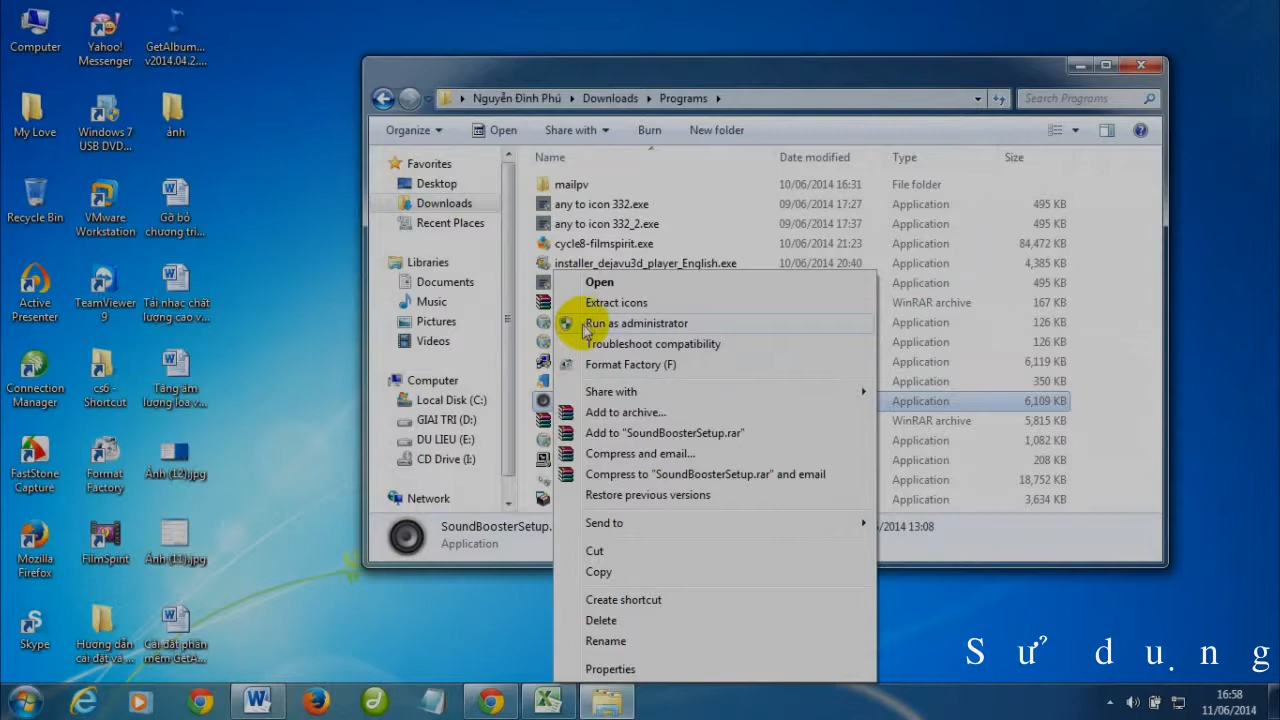 Computer
Yahoo!
Messenger
GetAlbum...
v2014.04.2....
My Love
Windows 7
USB DVD...
ảnh
Recycle Bin
VMware
Workstation
Gỡ bỏ
chương trì...
Active
Presenter
TeamViewer
9
Tải nhạc chất
lượng cao v...
Connection
Manager
cs6 -
Shortcut
Tăng âm
lượng loa v...
FastStone
Capture
Format
Factory
Ảnh (12).jpg
Mozilla
Firefox
FilmSpirit
Ảnh (11).jpg
Skype
Hướng dẫn
cài đặt và ...
Cài đặt phần
mềm GetA...
Nguyễn Đình Phú
Downloads
Programs
Search Programs
Organize
Open
Share with
Burn
New folder
Favorites
Desktop
Downloads
Recent Places
Libraries
Documents
Music
Pictures
Videos
Computer
Local Disk (C:)
GIAI TRI (D:)
DU LIEU (E:)
CD Drive (I:)
Network
Name Date modified Type Size
mailpv 10/06/2014 16:31 File folder
any to icon 332.exe 09/06/2014 17:27 Application 495 KB
any to icon 332_2.exe 09/06/2014 17:37 Application 495 KB
cycle8-filmspirit.exe 10/06/2014 21:23 Application 84,472 KB
installer_dejavu3d_player_English.exe 10/06/2014 20:40 Application 4,385 KB
Application 495 KB
WinRAR archive 167 KB
Application 126 KB
Application 126 KB
Application 6,119 KB
Application 350 KB
Application 6,109 KB
WinRAR archive 5,815 KB
Application 1,082 KB
Application 208 KB
Application 18,752 KB
Application 3,634 KB
Open
Extract icons
Run as administrator
Troubleshoot compatibility
Format Factory (F)
Share with
Add to archive...
Add to "SoundBoosterSetup.rar"
Compress and email...
Compress to "SoundBoosterSetup.rar" and email
Restore previous versions
Send to
Cut
Copy
Create shortcut
Delete
Rename
Properties
SoundBoosterSetup.
Application
/2014 13:08
Sử dụng
16:58
11/06/2014